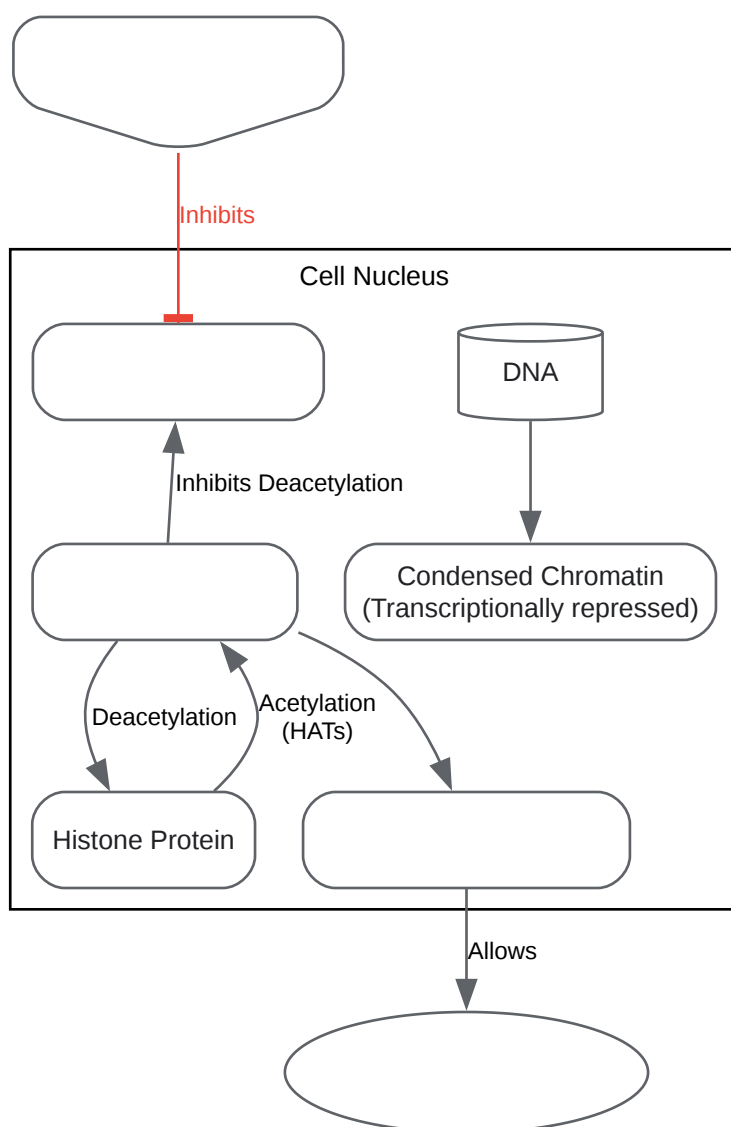 Inhibits
Cell Nucleus
DNA
Inhibits Deacetylation
Condensed Chromatin
(Transcriptionally repressed)
Deacetylation
Acetylation
(HATs)
Histone Protein
Allows